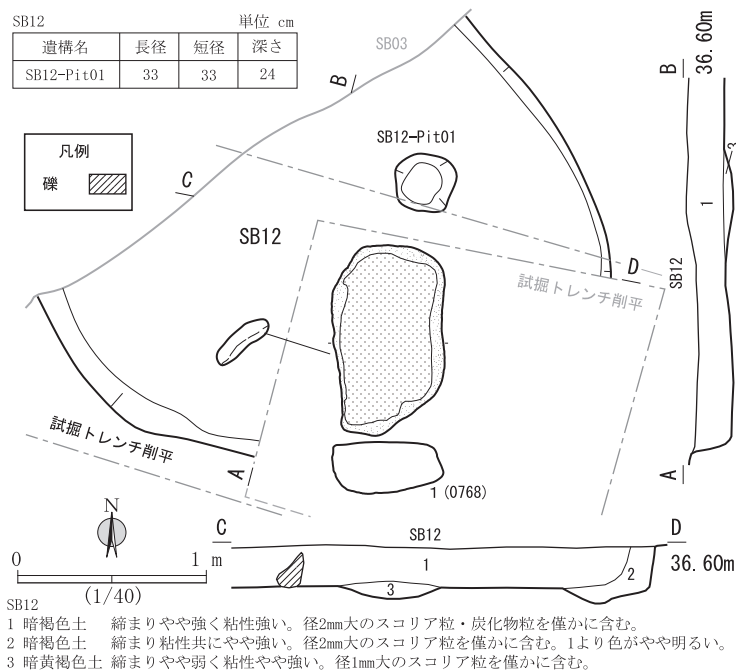 SB12 単位 cm
遺構名 長径 短径 深さ
SB12-Pit01 33 33 24
凡例
礫
SB03
B
C
SB12-Pit01
SB12
D
試掘トレンチ削平
試掘トレンチ削平
A
1 (0768)
B 36.60m
3
1
SB12
A
N
0 1 m
(1/40)
C SB12 D
36.60m
1
2
3
SB12
1 暗褐色土 締まりやや強く粘性強い。径2mm大のスコリア粒・炭化物粒を僅かに含む。
2 暗褐色土 締まり粘性共にやや強い。径2mm大のスコリア粒を僅かに含む。1より色がやや明るい。
3 暗黄褐色土 締まりやや弱く粘性やや強い。径1mm大のスコリア粒を僅かに含む。